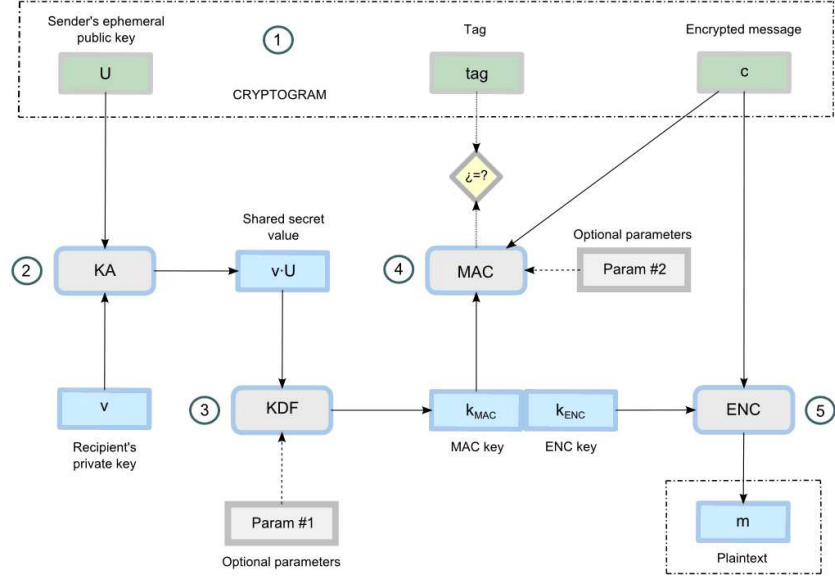 Sender's ephemeral
public key
1
Tag
Encrypted message
U
tag
c
CRYPTOGRAM
¿=?
Shared secret
value
Optional parameters
2
KA
v·U
4
MAC
Param #2
v
3
KDF
kMAC
kENC
ENC
5
Recipient's
private key
MAC key
ENC key
Param #1
m
Optional parameters
Plaintext